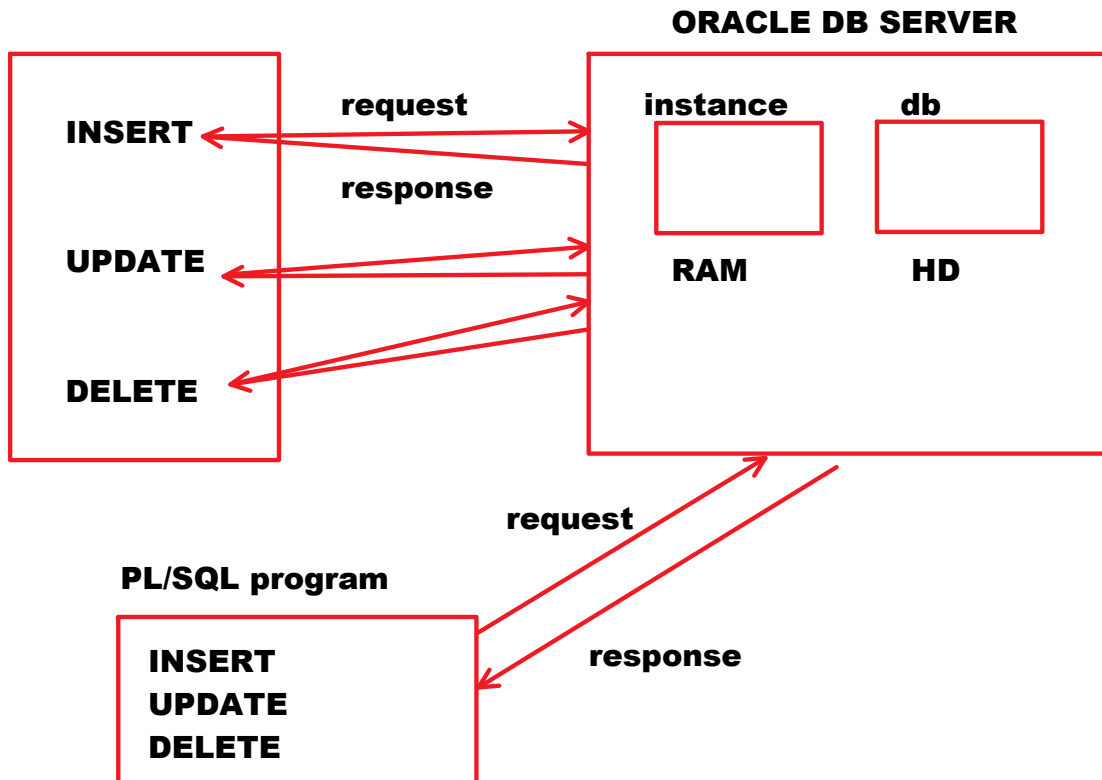 ORACLE DB SERVER
request
instance
db
INSERT
response
UPDATE
RAM
HD
DELETE
request
PL/SQL program
INSERT
UPDATE
DELETE
response